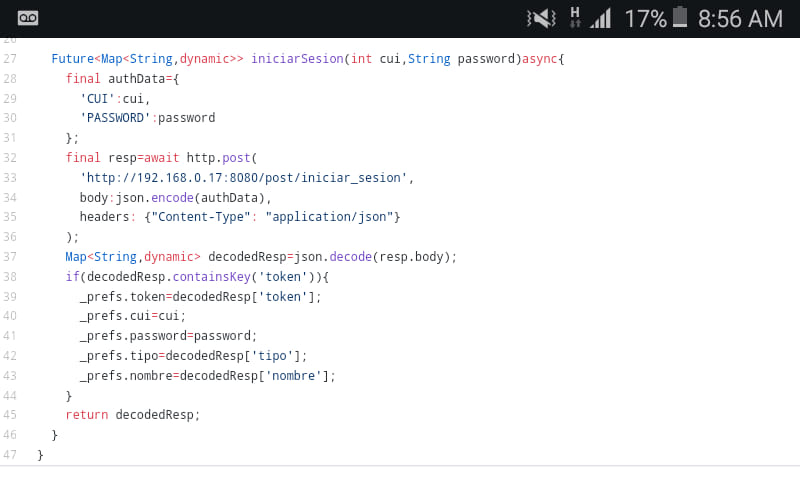 H 17% 8:56 AM
26
27 Future<Map<String,dynamic>> iniciarSesion(int cui,String password)async{
28 final authData={
29 'CUI':cui,
30 'PASSWORD':password
31 };
32 final resp=await http.post(
33 'http://192.168.0.17:8080/post/iniciar_sesion',
34 body:json.encode(authData),
35 headers: {"Content-Type": "application/json"}
36 );
37 Map<String,dynamic> decodedResp=json.decode(resp.body);
38 if(decodedResp.containsKey('token')){
39 _prefs.token=decodedResp['token'];
40 _prefs.cui=cui;
41 _prefs.password=password;
42 _prefs.tipo=decodedResp['tipo'];
43 _prefs.nombre=decodedResp['nombre'];
44 }
45 return decodedResp;
46 }
47 }